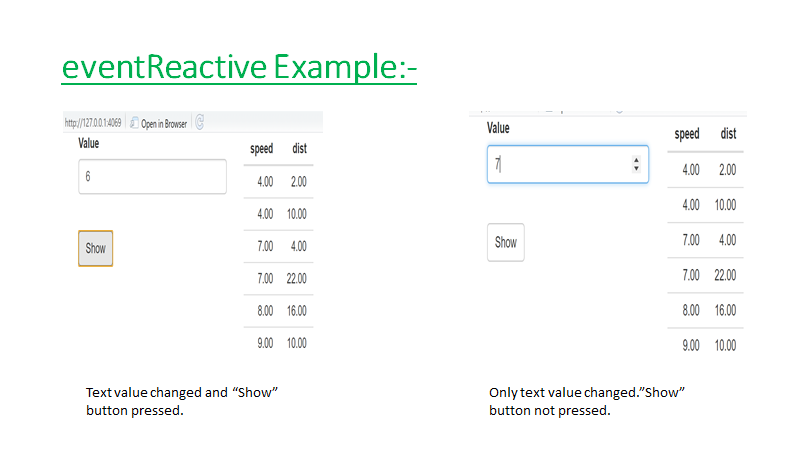 eventReactive Example:-
http://127.0.0.1:4069 Open in Browser
Value
6
Show
speed dist
4.00 2.00
4.00 10.00
7.00 4.00
7.00 22.00
8.00 16.00
9.00 10.00
Text value changed and “Show”
button pressed.
Value
7
Show
speed dist
4.00 2.00
4.00 10.00
7.00 4.00
7.00 22.00
8.00 16.00
9.00 10.00
Only text value changed.”Show”
button not pressed.